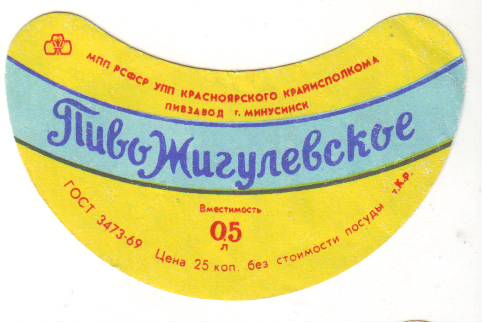 МПП РСФСР УПП КРАСНОЯРСКОГО КРАЙИСПОЛКОМА
ПИВЗАВОД г. МИНУСИНСК
Пиво Жигулевское
Вместимость
0,5
л
ГОСТ 3473-69 Цена 25 коп. без стоимости посуды т.К.р.